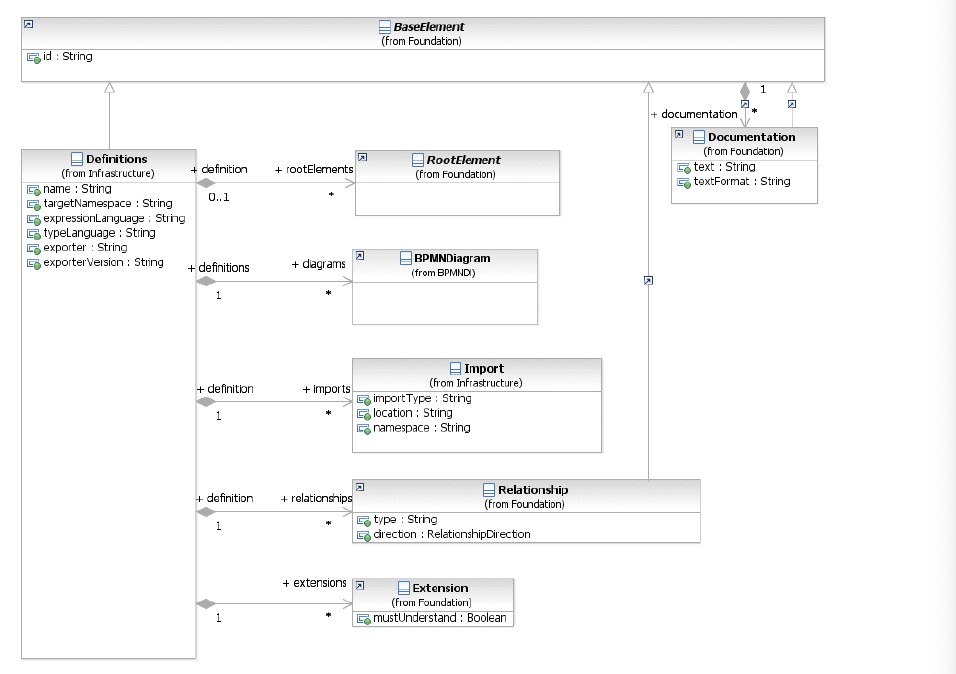 BaseElement
(from Foundation)
id : String
1
+ documentation
*
Documentation
(from Foundation)
text : String
textFormat : String
Definitions
(from Infrastructure)
name : String
targetNamespace : String
expressionLanguage : String
typeLanguage : String
exporter : String
exporterVersion : String
+ definition
+ rootElements
0..1
*
RootElement
(from Foundation)
+ definitions
+ diagrams
1
*
BPMNDiagram
(from BPMNDI)
+ definition
+ imports
1
*
Import
(from Infrastructure)
importType : String
location : String
namespace : String
+ definition
+ relationships
1
*
Relationship
(from Foundation)
type : String
direction : RelationshipDirection
+ extensions
1
*
Extension
(from Foundation)
mustUnderstand : Boolean